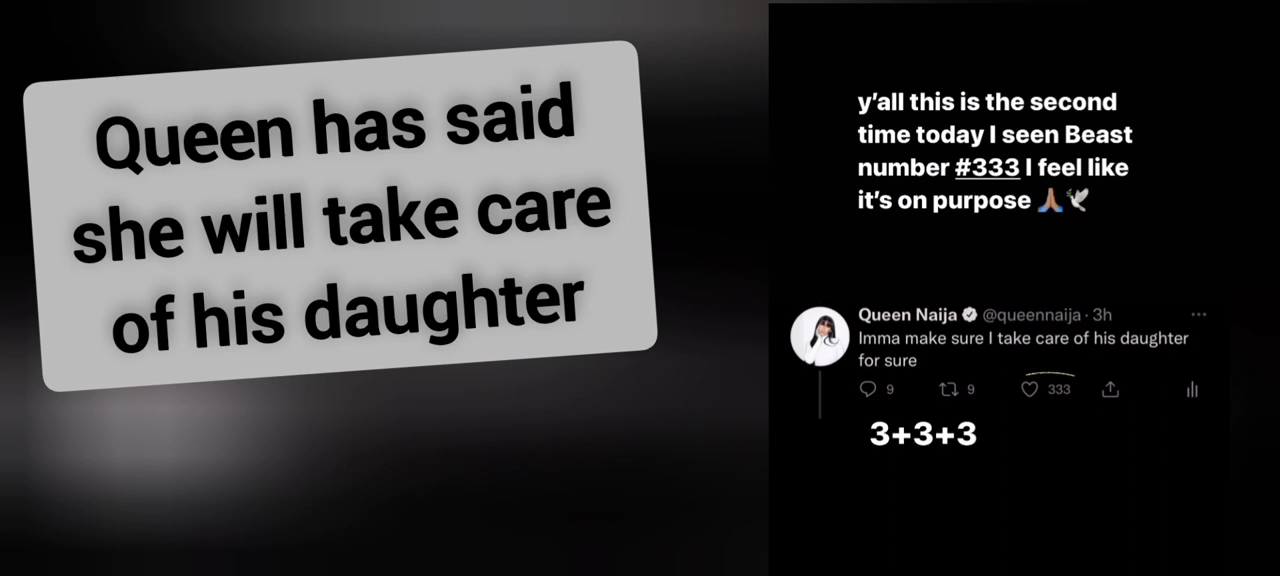 Queen has said
she will take care
of his daughter
y'all this is the second
time today I seen Beast
number #333 I feel like
it's on purpose 🙏🏽🕊
Queen Naija @queennaija · 3h
Imma make sure I take care of his daughter
for sure
9 9 333
3+3+3